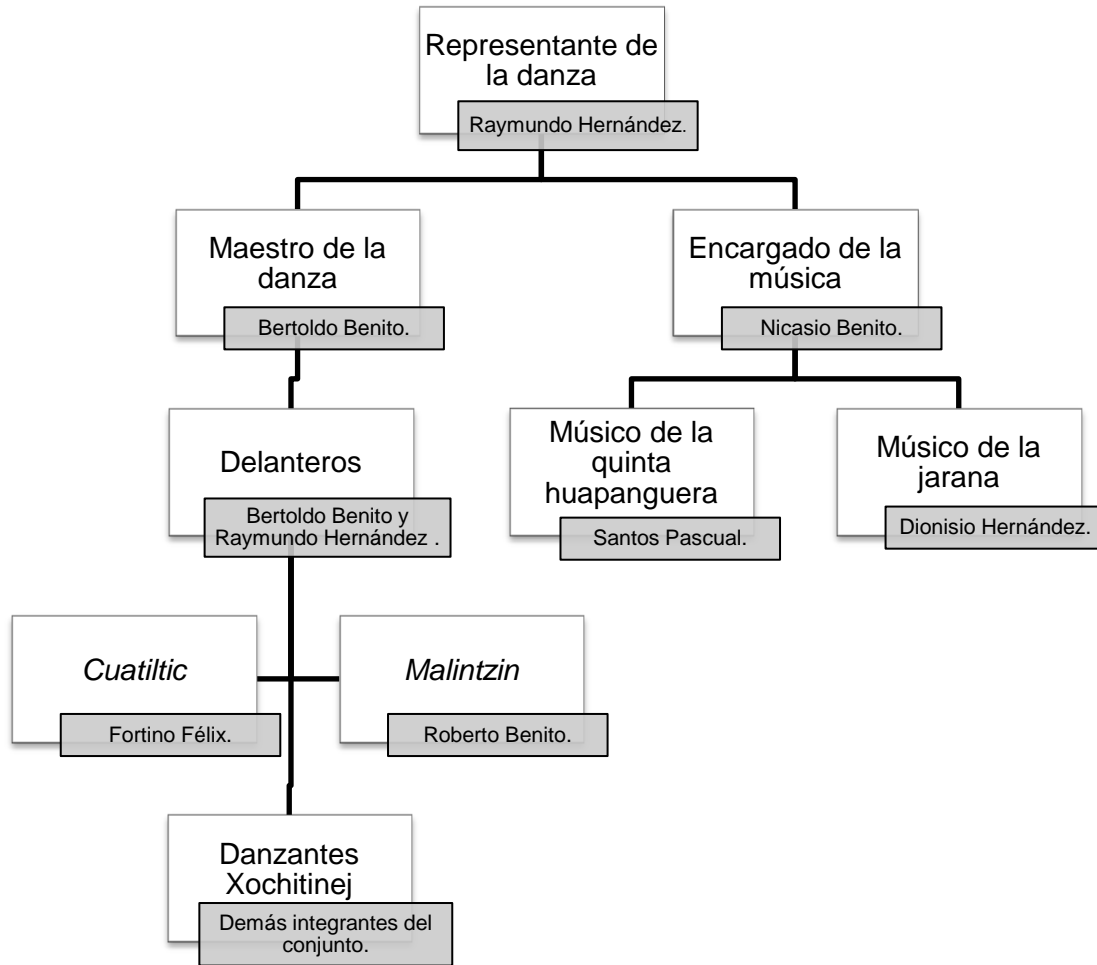 Representante de
la danza
Raymundo Hernández.
Maestro de la
danza
Bertoldo Benito.
Encargado de la
música
Nicasio Benito.
Delanteros
Bertoldo Benito y
Raymundo Hernández .
Músico de la
quinta
huapanguera
Santos Pascual.
Músico de la
jarana
Dionisio Hernández.
Cuatiltic
Fortino Félix.
Malintzin
Roberto Benito.
Danzantes
Xochitinej
Demás integrantes del
conjunto.